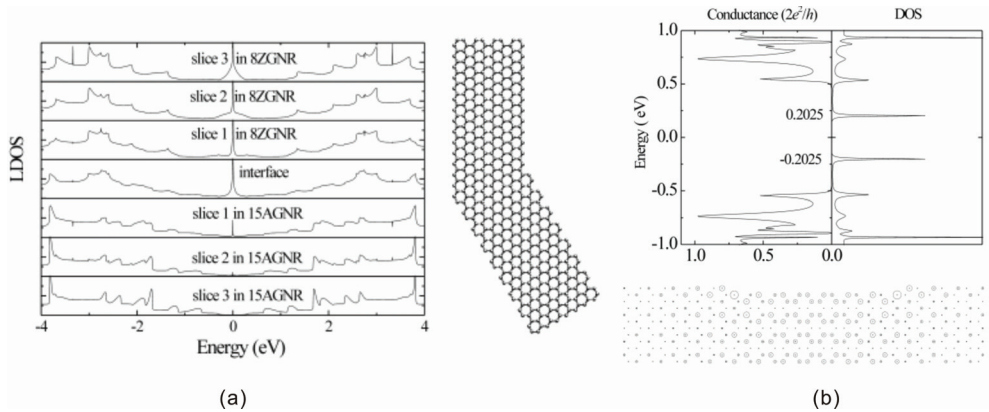 LDOS
slice 3 in 8ZGNR
slice 2 in 8ZGNR
slice 1 in 8ZGNR
interface
slice 1 in 15AGNR
slice 2 in 15AGNR
slice 3 in 15AGNR
-4 -2 0 2 4
Energy (eV)
(a)
Conductance (2e²/h) DOS
Energy ( eV)
1.0
0.5
0.0
-0.5
-1.0
0.2025
-0.2025
1.0 0.5 0.0
(b)